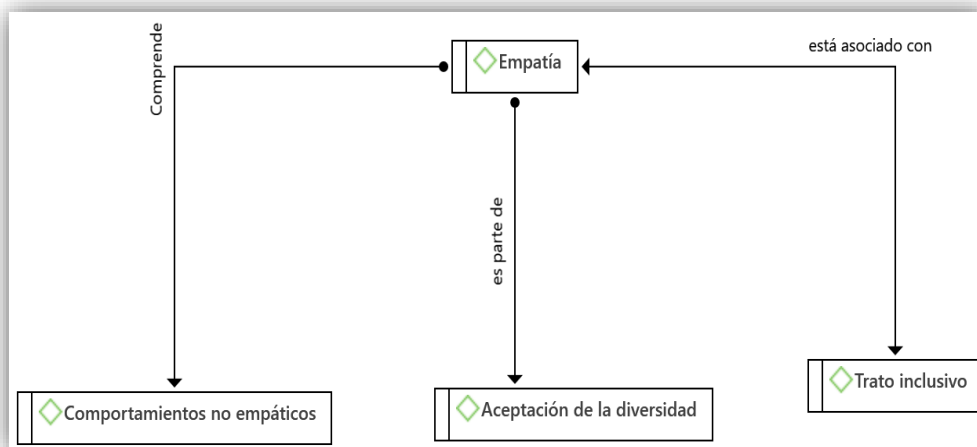 Comprende
Empatía
está asociado con
es parte de
Comportamientos no empáticos
Aceptación de la diversidad
Trato inclusivo